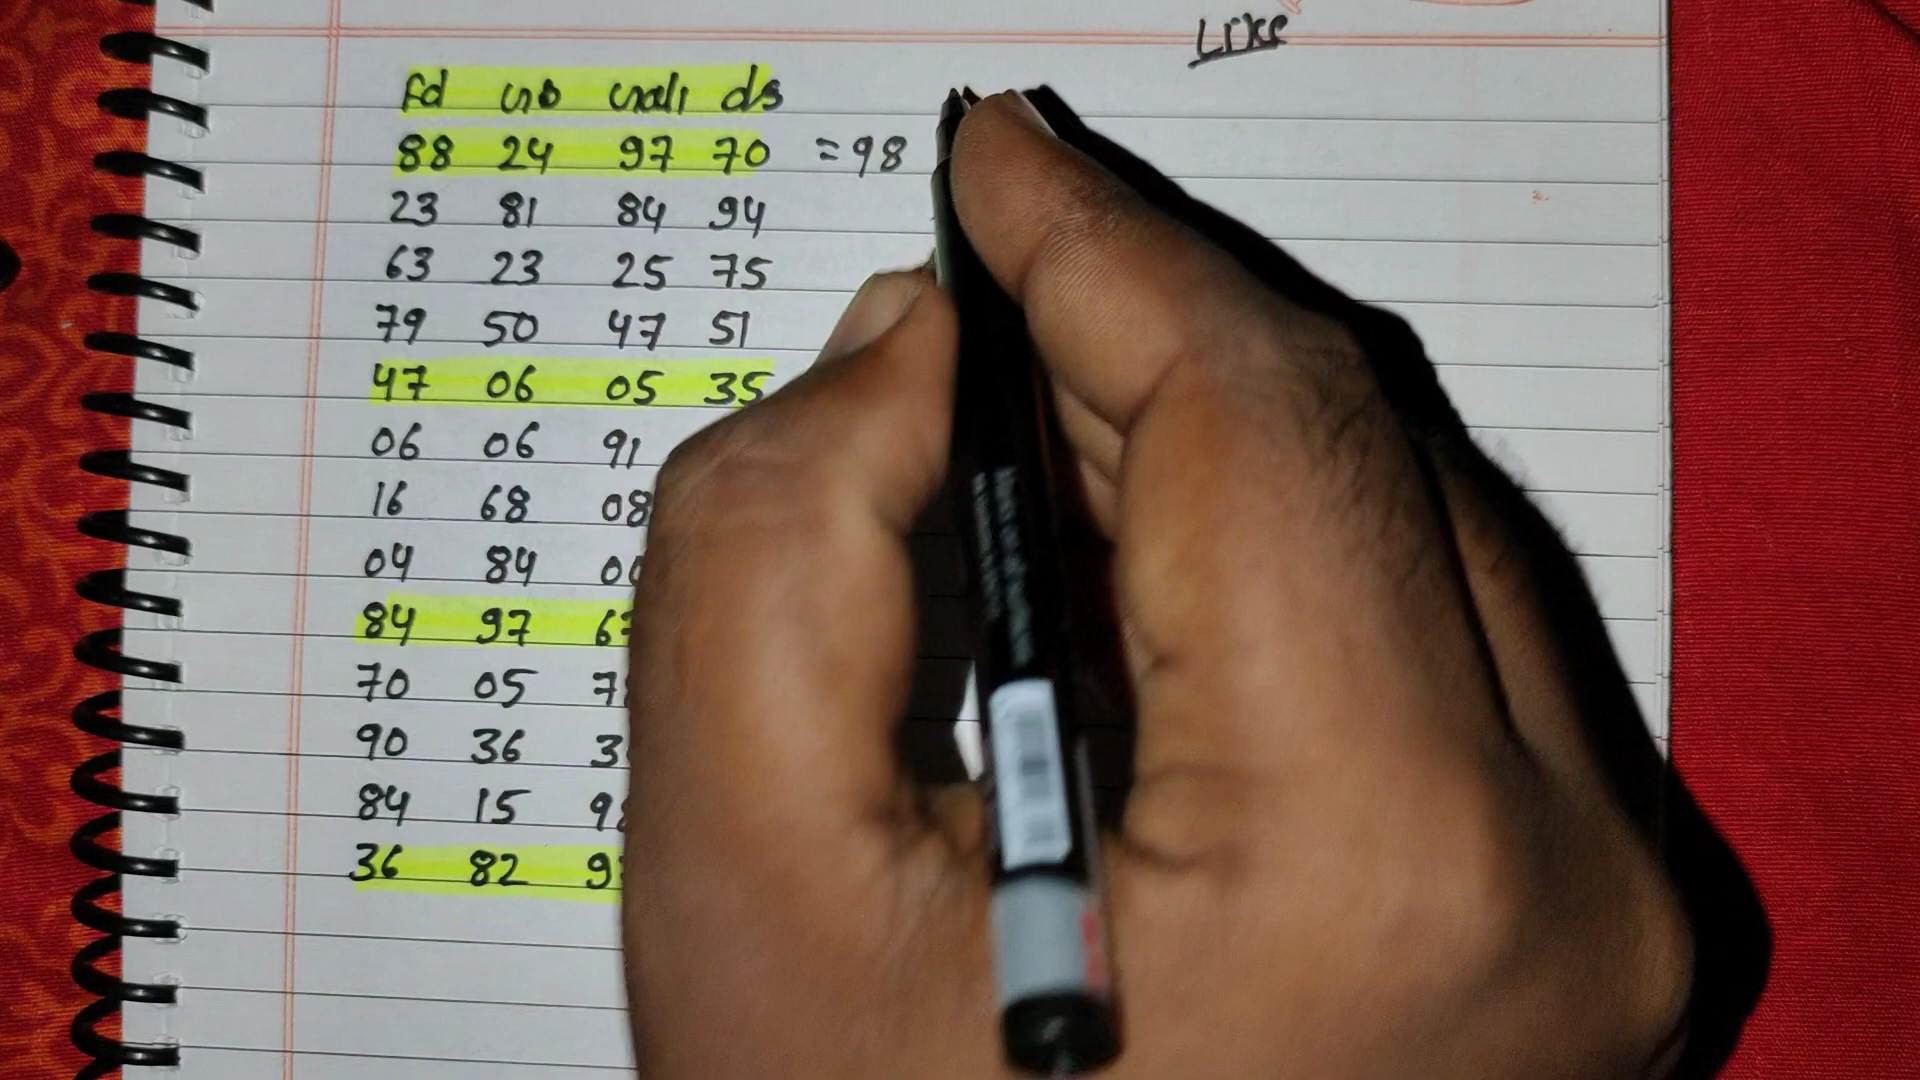 Like
Fd GB Gali ds
88 24 97 70 =98
23 81 84 94
63 23 25 75
79 50 47 51
47 06 05 35
06 06 91
16 68 08
04 84
84 97
70 05
90 36
84 15
36 82